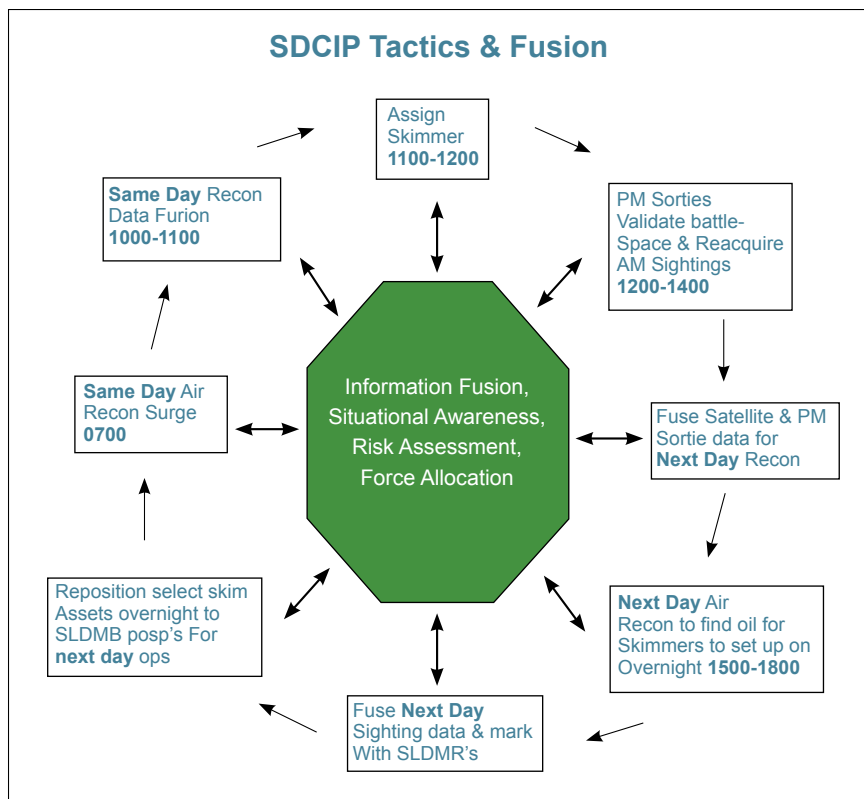 SDCIP Tactics & Fusion
Assign
Skimmer
1100-1200
PM Sorties
Validate battle-
Space & Reacquire
AM Sightings
1200-1400
Fuse Satellite & PM
Sortie data for
Next Day Recon
Next Day Air
Recon to find oil for
Skimmers to set up on
Overnight 1500-1800
Fuse Next Day
Sighting data & mark
With SLDMR's
Reposition select skim
Assets overnight to
SLDMB posp's For
next day ops
Same Day Air
Recon Surge
0700
Same Day Recon
Data Furion
1000-1100
Information Fusion,
Situational Awareness,
Risk Assessment,
Force Allocation